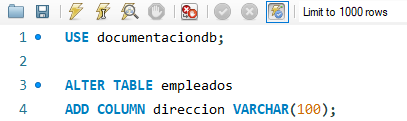 Limit to 1000 rows
1 USE documentaciondb;
2
3 ALTER TABLE empleados
4 ADD COLUMN direccion VARCHAR(100);